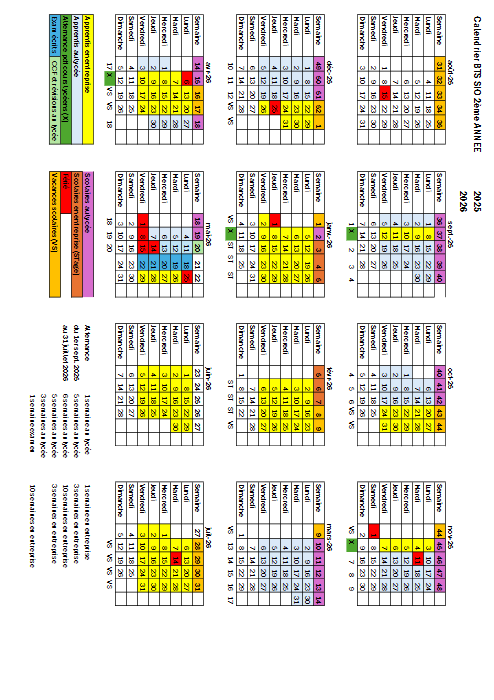 Calendrier BTS SIO 2ème ANNEE 2025 2026
août-25 sept.-25 oct-25 nov-25
Semaine 31 32 33 34 35 Semaine 36 37 38 39 40 Semaine 40 41 42 43 44 Semaine 44 45 46 47 48
Lundi 4 11 18 25 Lundi 1 8 15 22 29 Lundi 6 13 20 27 Lundi 3 10 17 24
Mardi 5 12 19 26 Mardi 2 9 16 23 30 Mardi 7 14 21 28 Mardi 4 11 18 25
Mercredi 6 13 20 27 Mercredi 3 10 17 24 Mercredi 1 8 15 22 29 Mercredi 5 12 19 26
Jeudi 7 14 21 28 Jeudi 4 11 18 25 Jeudi 2 9 16 23 30 Jeudi 6 13 20 27
Vendredi 1 8 15 22 29 Vendredi 5 12 19 26 Vendredi 3 10 17 24 31 Vendredi 7 14 21 28
Samedi 2 9 16 23 30 Samedi 6 13 20 27 Samedi 4 11 18 25 Samedi 1 8 15 22 29
Dimanche 3 10 17 24 31 Dimanche 7 14 21 28 Dimanche 5 12 19 26 Dimanche 2 9 16 23 30
1 X 2 3 4 4 5 6 VS VS VS X 7 8 9
déc-25 janv.-26 févr-26 mars-26
Semaine 49 50 51 52 1 Semaine 1 2 3 4 5 Semaine 5 6 7 8 9 Semaine 9 10 11 12 13 14
Lundi 1 8 15 22 29 Lundi 5 12 19 26 Lundi 2 9 16 23 Lundi 2 9 16 23 30
Mardi 2 9 16 23 30 Mardi 6 13 20 27 Mardi 3 10 17 24 Mardi 3 10 17 24 31
Mercredi 3 10 17 24 31 Mercredi 7 14 21 28 Mercredi 4 11 18 25 Mercredi 4 11 18 25
Jeudi 4 11 18 25 Jeudi 1 8 15 22 29 Jeudi 5 12 19 26 Jeudi 5 12 19 26
Vendredi 5 12 19 26 Vendredi 2 9 16 23 30 Vendredi 6 13 20 27 Vendredi 6 13 20 27
Samedi 6 13 20 27 Samedi 3 10 17 24 31 Samedi 7 14 21 28 Samedi 7 14 21 28
Dimanche 7 14 21 28 Dimanche 4 11 18 25 Dimanche 1 8 15 22 Dimanche 1 8 15 22 29
10 11 12 VS VS VS X ST ST ST ST ST ST VS VS 13 14 15 16 17
avr-26 mai-26 juin-26 juil-26
Semaine 14 15 16 17 18 Semaine 18 19 20 21 22 Semaine 23 24 25 26 27 Semaine 27 28 29 30 31
Lundi 6 13 20 27 Lundi 4 11 18 25 Lundi 1 8 15 22 29 Lundi 6 13 20 27
Mardi 7 14 21 28 Mardi 5 12 19 26 Mardi 2 9 16 23 30 Mardi 7 14 21 28
Mercredi 1 8 15 22 29 Mercredi 6 13 20 27 Mercredi 3 10 17 24 Mercredi 1 8 15 22 29
Jeudi 2 9 16 23 30 Jeudi 7 14 21 28 Jeudi 4 11 18 25 Jeudi 2 9 16 23 30
Vendredi 3 10 17 24 Vendredi 1 8 15 22 29 Vendredi 5 12 19 26 Vendredi 3 10 17 24 31
Samedi 4 11 18 25 Samedi 2 9 16 23 30 Samedi 6 13 20 27 Samedi 4 11 18 25
Dimanche 5 12 19 26 Dimanche 3 10 17 24 31 Dimanche 7 14 21 28 Dimanche 5 12 19 26
17 X VS VS 18 18 19 20 VS VS VS VS
Apprentis en entreprise Scolaires au lycée Alternance 1 semaine au lycée 1 semaine en entreprise
Apprentis au lycée Scolaires en entreprise (Stage) du 1er sept. 2025 5 semaines au lycée 3 semaines en entreprise
Alternance pdt cours lycéens (X) Férié au 31 juillet 2026 6 semaines au lycée 10 semaines en entreprise
Exam écrits CCF et révisions au lycée Vacances scolaires (VS) 5 semaines au lycée 3 semaines en entreprise
3 semaines au lycée 10 semaines en entreprise
1 semaine examen